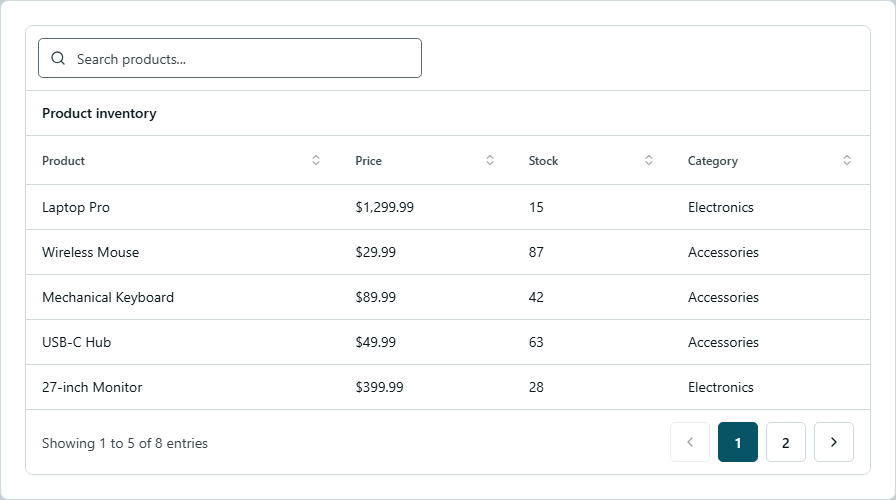 Search products...
Product inventory
Product Price Stock Category
Laptop Pro $1,299.99 15 Electronics
Wireless Mouse $29.99 87 Accessories
Mechanical Keyboard $89.99 42 Accessories
USB-C Hub $49.99 63 Accessories
27-inch Monitor $399.99 28 Electronics
Showing 1 to 5 of 8 entries 1 2